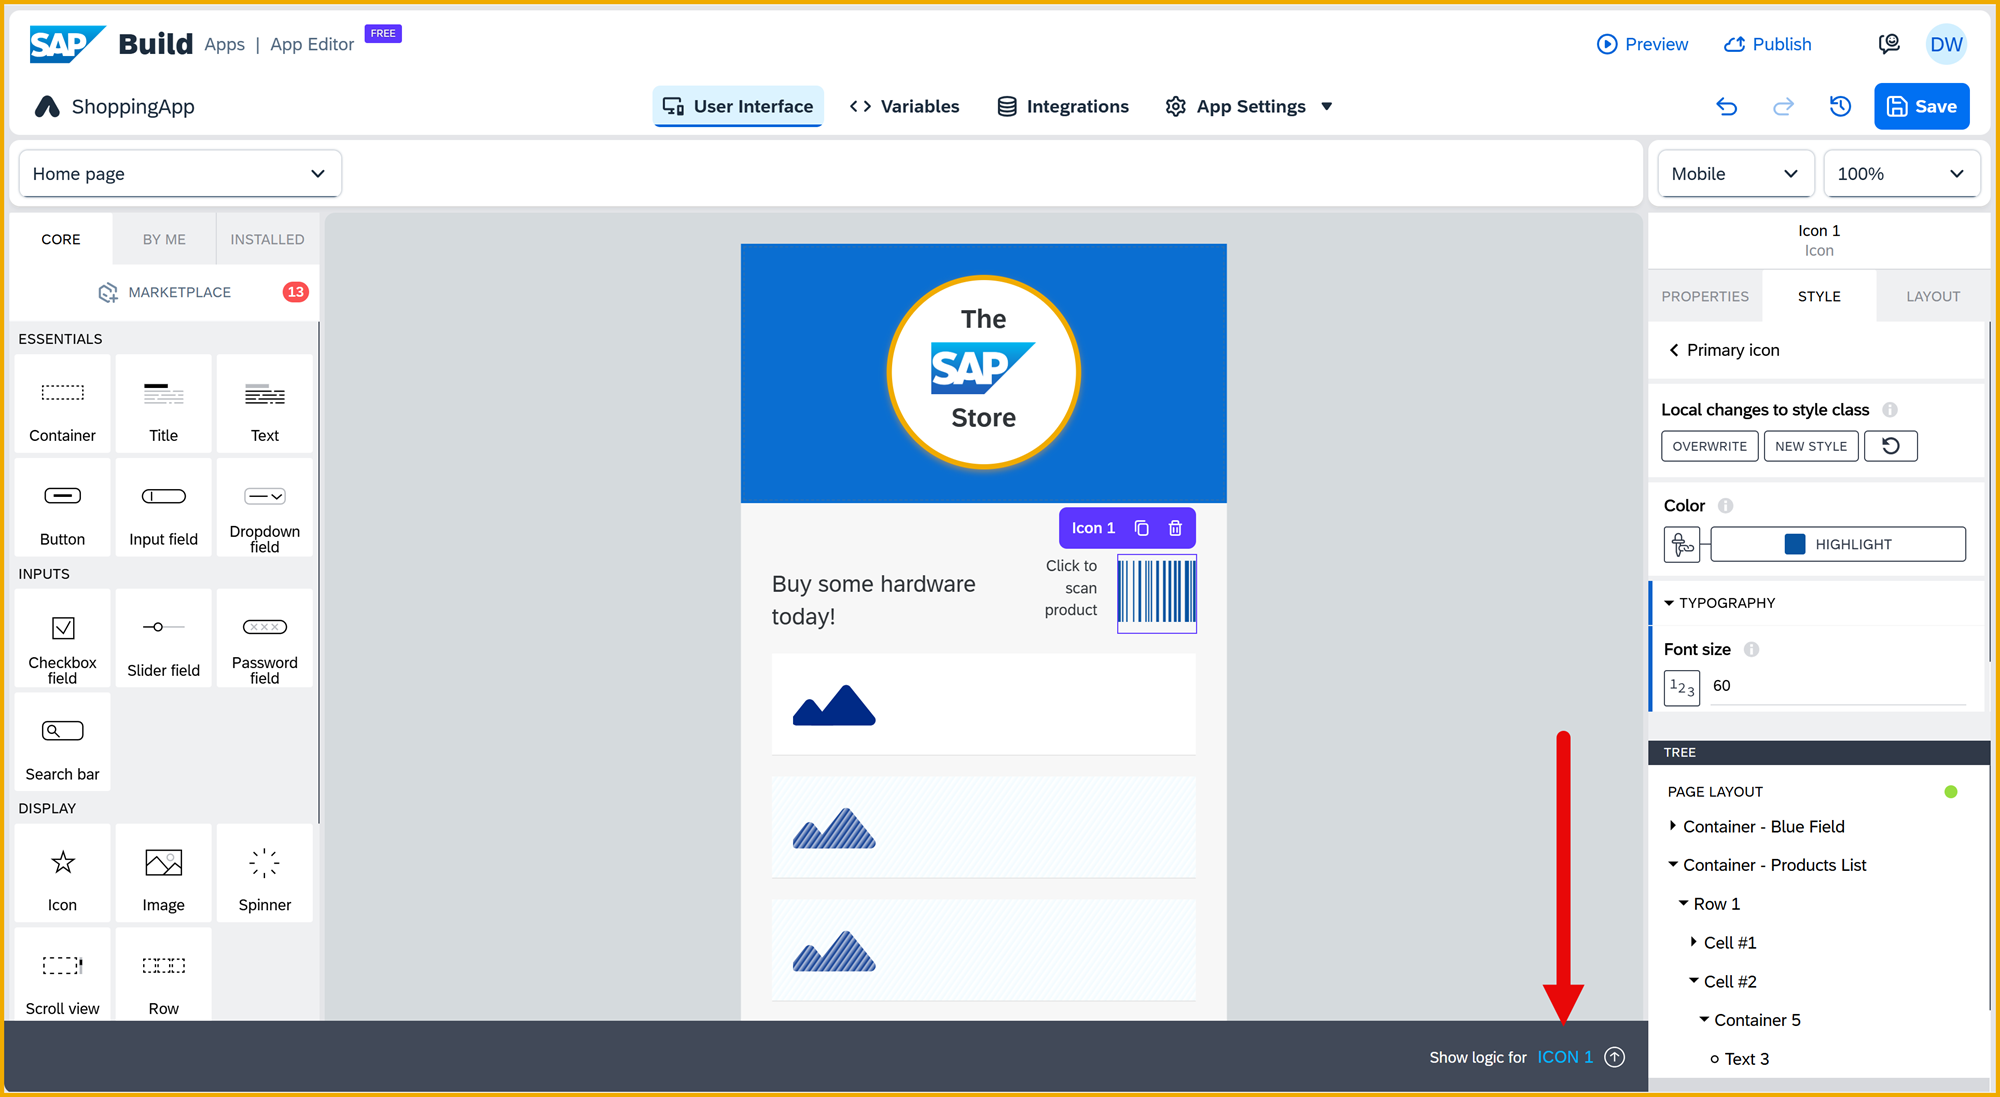 SAP Build Apps | App Editor FREE
Preview Publish DW
ShoppingApp
User Interface Variables Integrations App Settings
Save
Home page
Mobile 100%
CORE BY ME INSTALLED
MARKETPLACE 13
ESSENTIALS
Container Title Text
Button Input field Dropdown
field
INPUTS
Checkbox
field
Slider field
Password
field
Search bar
DISPLAY
Icon Image Spinner
Scroll view Row
The
SAP
Store
Icon 1
Buy some hardware
today!
Click to
scan
product
Show logic for ICON 1
Icon 1
Icon
PROPERTIES STYLE LAYOUT
Primary icon
Local changes to style class
OVERWRITE NEW STYLE
Color
HIGHLIGHT
TYPOGRAPHY
Font size
123 60
TREE
PAGE LAYOUT
Container - Blue Field
Container - Products List
Row 1
Cell #1
Cell #2
Container 5
Text 3